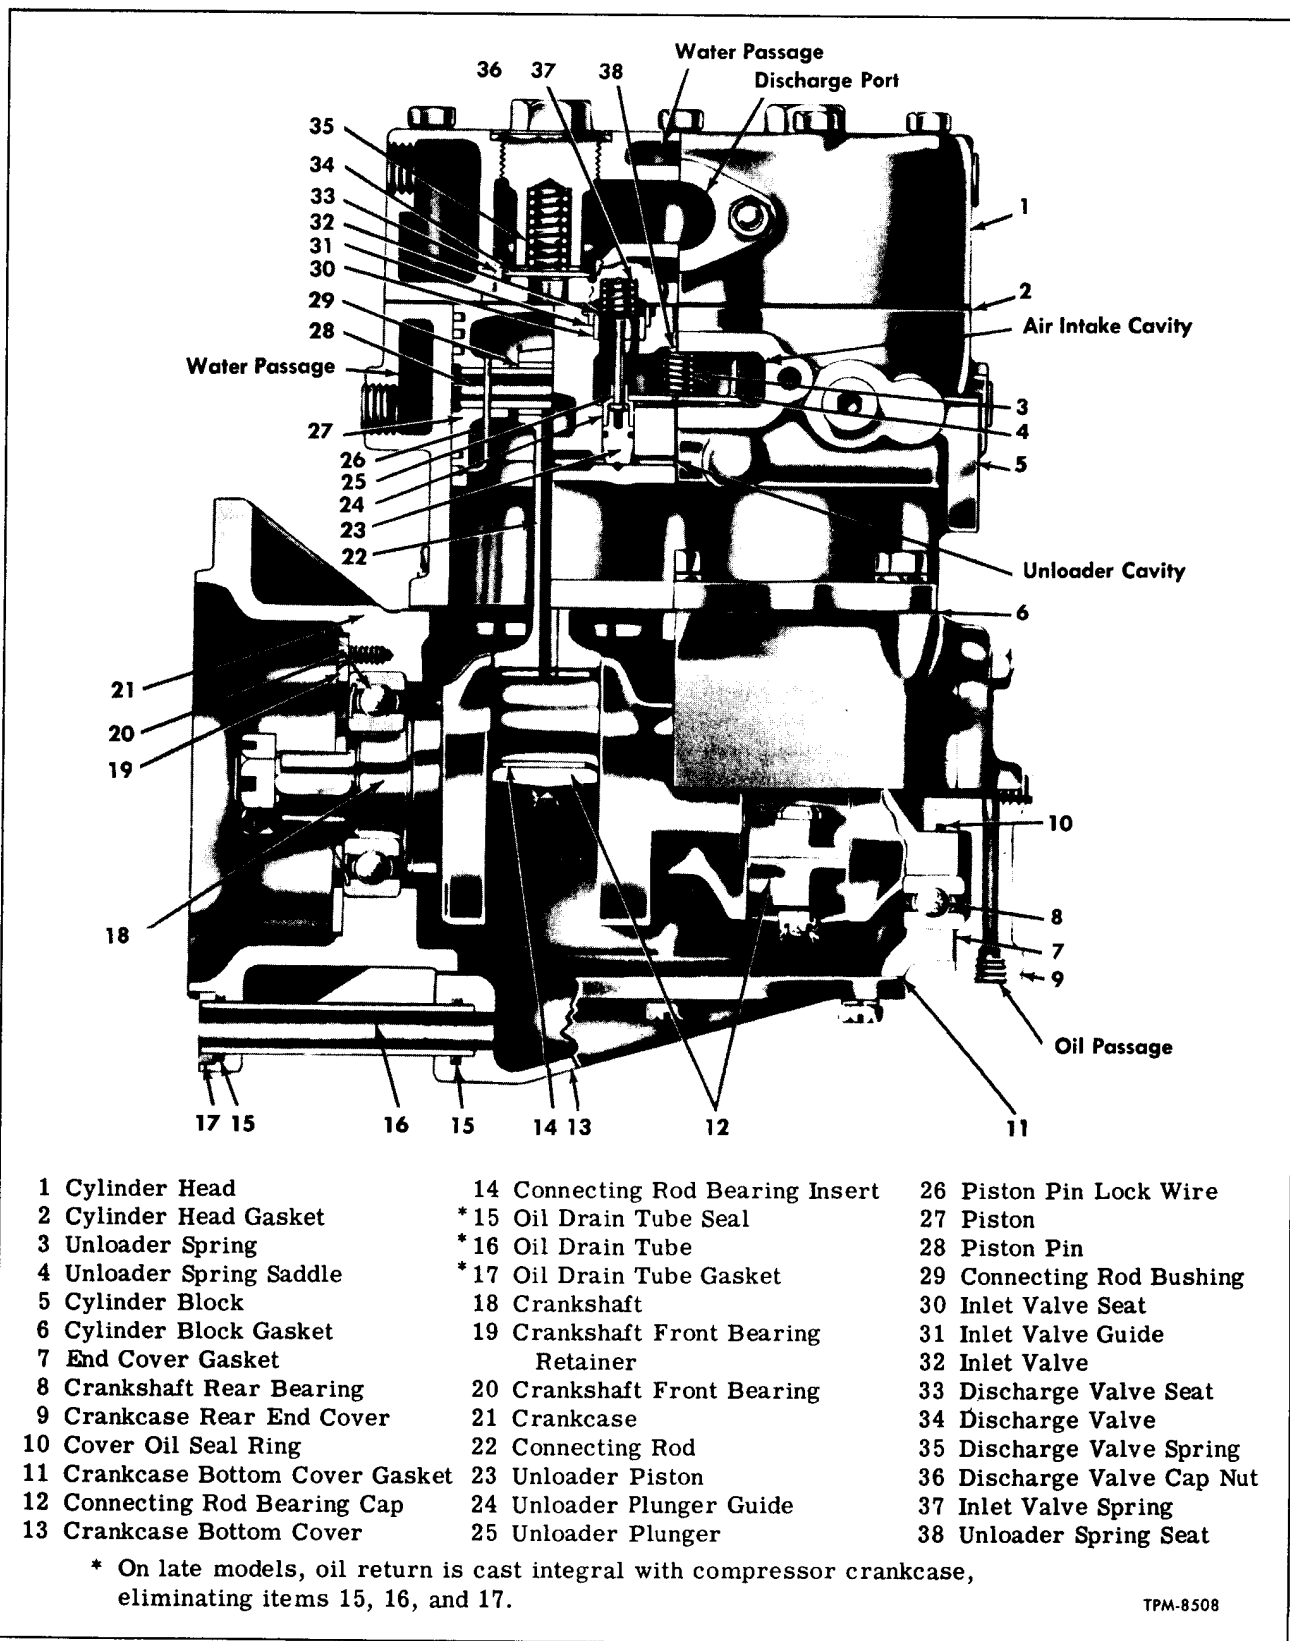 Water Passage
36 37 38
Discharge Port
35
34
33
32
31
30
29
28
Water Passage
27
26
25
24
23
22
1
2
Air Intake Cavity
3
4
5
Unloader Cavity
6
21
20
19
18
10
8
7
9
Oil Passage
17 15 16 15 14 13 12 11
1 Cylinder Head
2 Cylinder Head Gasket
3 Unloader Spring
4 Unloader Spring Saddle
5 Cylinder Block
6 Cylinder Block Gasket
7 End Cover Gasket
8 Crankshaft Rear Bearing
9 Crankcase Rear End Cover
10 Cover Oil Seal Ring
11 Crankcase Bottom Cover Gasket
12 Connecting Rod Bearing Cap
13 Crankcase Bottom Cover
14 Connecting Rod Bearing Insert
*15 Oil Drain Tube Seal
*16 Oil Drain Tube
*17 Oil Drain Tube Gasket
18 Crankshaft
19 Crankshaft Front Bearing
Retainer
20 Crankshaft Front Bearing
21 Crankcase
22 Connecting Rod
23 Unloader Piston
24 Unloader Plunger Guide
25 Unloader Plunger
26 Piston Pin Lock Wire
27 Piston
28 Piston Pin
29 Connecting Rod Bushing
30 Inlet Valve Seat
31 Inlet Valve Guide
32 Inlet Valve
33 Discharge Valve Seat
34 Discharge Valve
35 Discharge Valve Spring
36 Discharge Valve Cap Nut
37 Inlet Valve Spring
38 Unloader Spring Seat
* On late models, oil return is cast integral with compressor crankcase,
eliminating items 15, 16, and 17.
TPM-8508